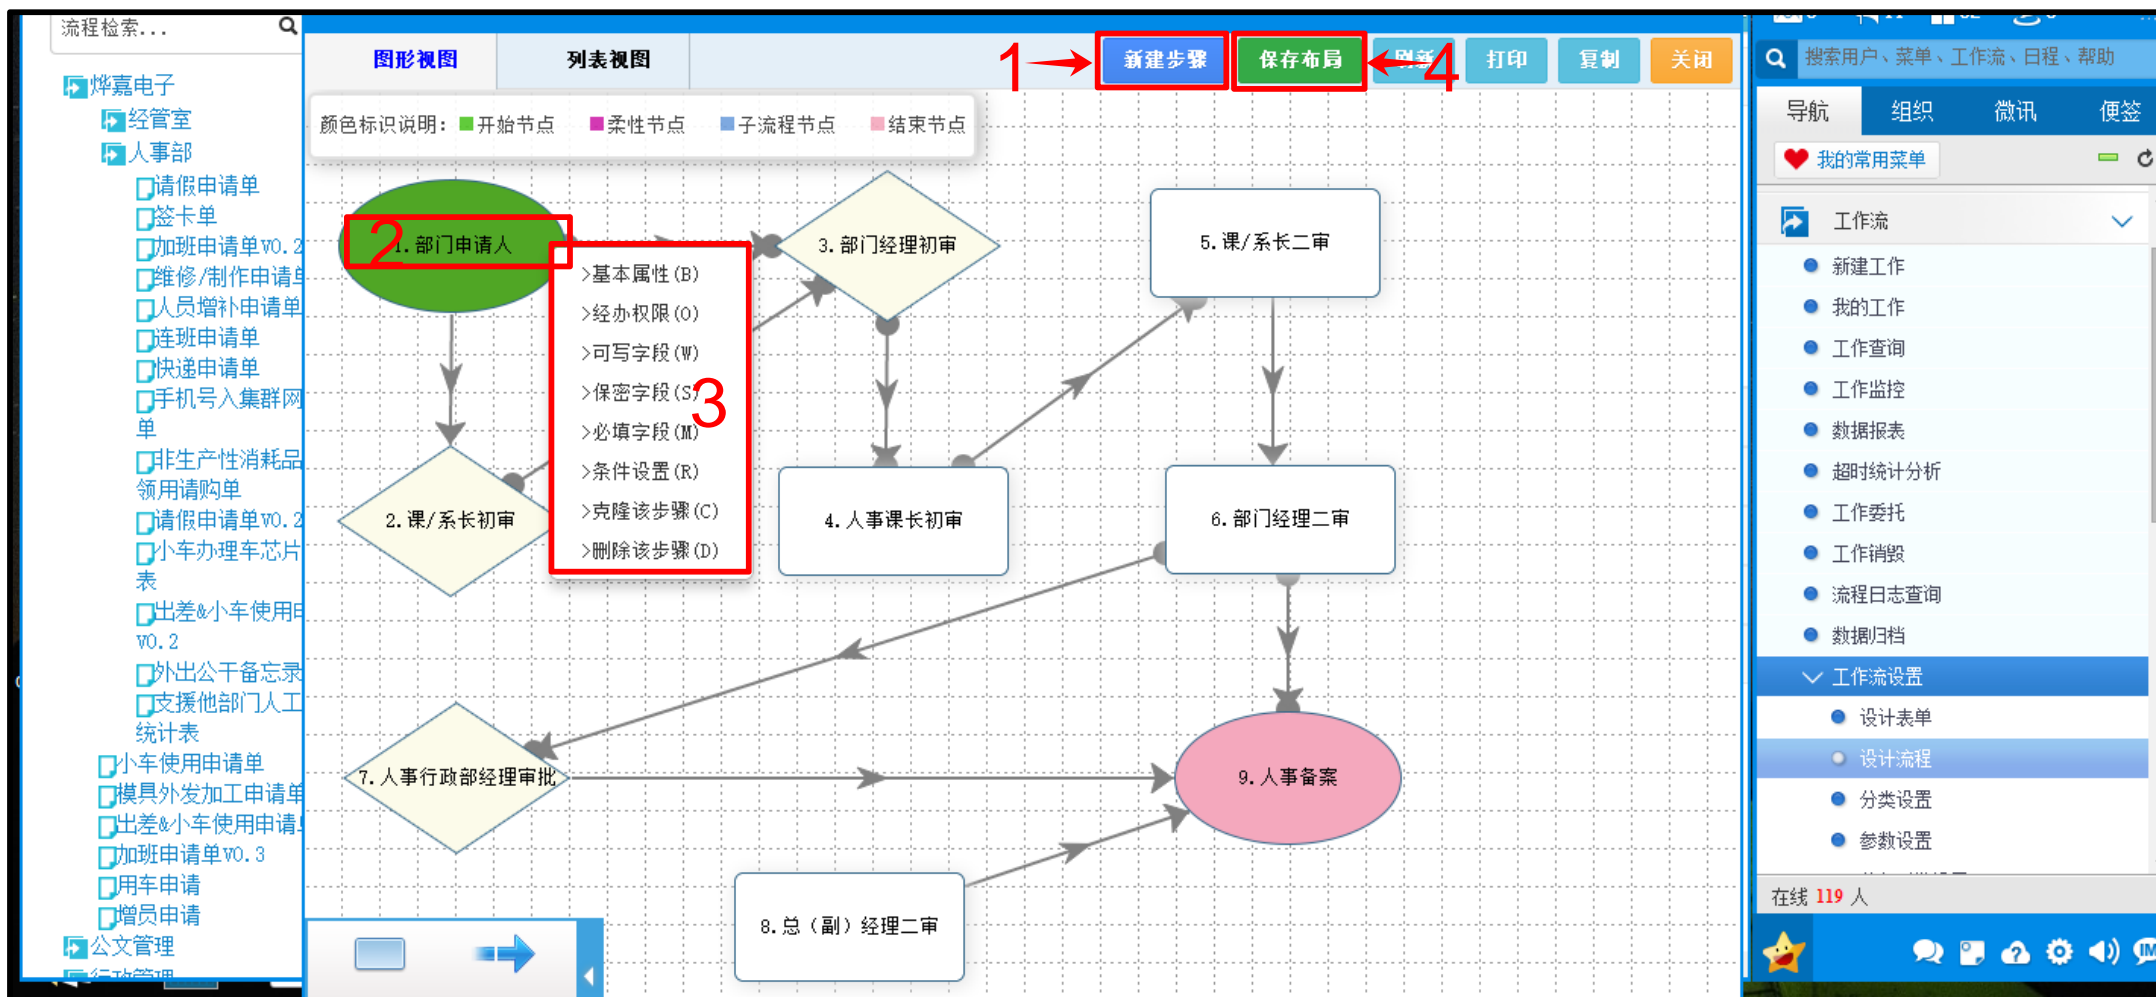 流程检索...
烨嘉电子
经管室
人事部
请假申请单
签卡单
加班申请单V0.2
维修/制作申请单
人员增补申请单
连班申请单
快递申请单
手机号入集群网
单
非生产性消耗品
领用请购单
请假申请单V0.2
小车办理车芯片
表
出差&小车使用申
V0.2
外出公干备忘录
支援他部门人工
统计表
小车使用申请单
模具外发加工申请单
出差&小车使用申请单
加班申请单V0.3
用车申请
增员申请
公文管理
行政管理
图形视图 列表视图
1 新建步骤 保存布局 4 刷新 打印 复制 关闭
颜色标识说明: 开始节点 柔性节点 子流程节点 结束节点
2
1.部门申请人
3.部门经理初审
5.课/系长二审
>基本属性(B)
>经办权限(O)
>可写字段(W)
>保密字段(S)
>必填字段(M)
>条件设置(R)
>克隆该步骤(C)
>删除该步骤(D)
3
2.课/系长初审
4.人事课长初审
6.部门经理二审
7.人事行政部经理审批
9.人事备案
8.总（副）经理二审
搜索用户、菜单、工作流、日程、帮助
导航 组织 微讯 便签
我的常用菜单
工作流
新建工作
我的工作
工作查询
工作监控
数据报表
超时统计分析
工作委托
工作销毁
流程日志查询
数据归档
工作流设置
设计表单
设计流程
分类设置
参数设置
在线 119 人